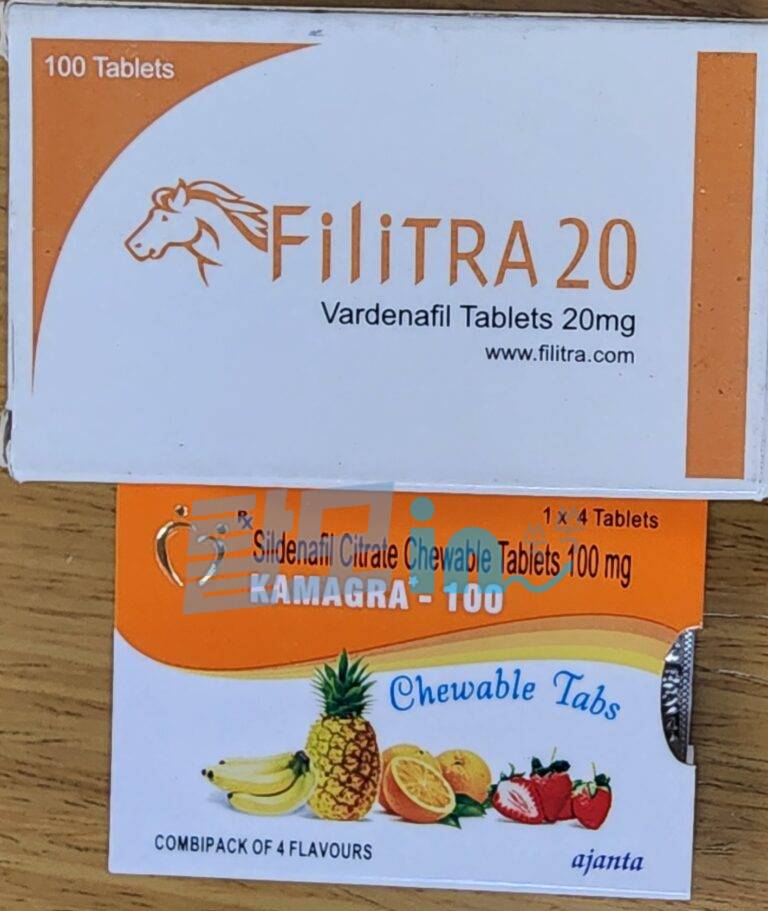 100 Tablets
FiliTRA 20
Vardenafil Tablets 20mg
www.filitra.com
Rx 1 x 4 Tablets
Sildenafil Citrate Chewable Tablets 100 mg
KAMAGRA - 100
in
Chewable Tabs
COMBIPACK OF 4 FLAVOURS
ajanta